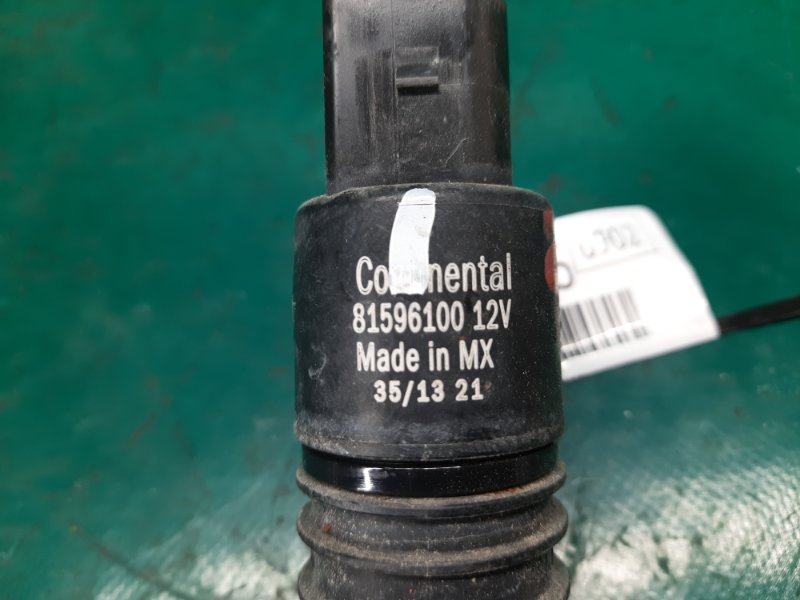 Continental
81596100 12V
Made in MX
35/13 21